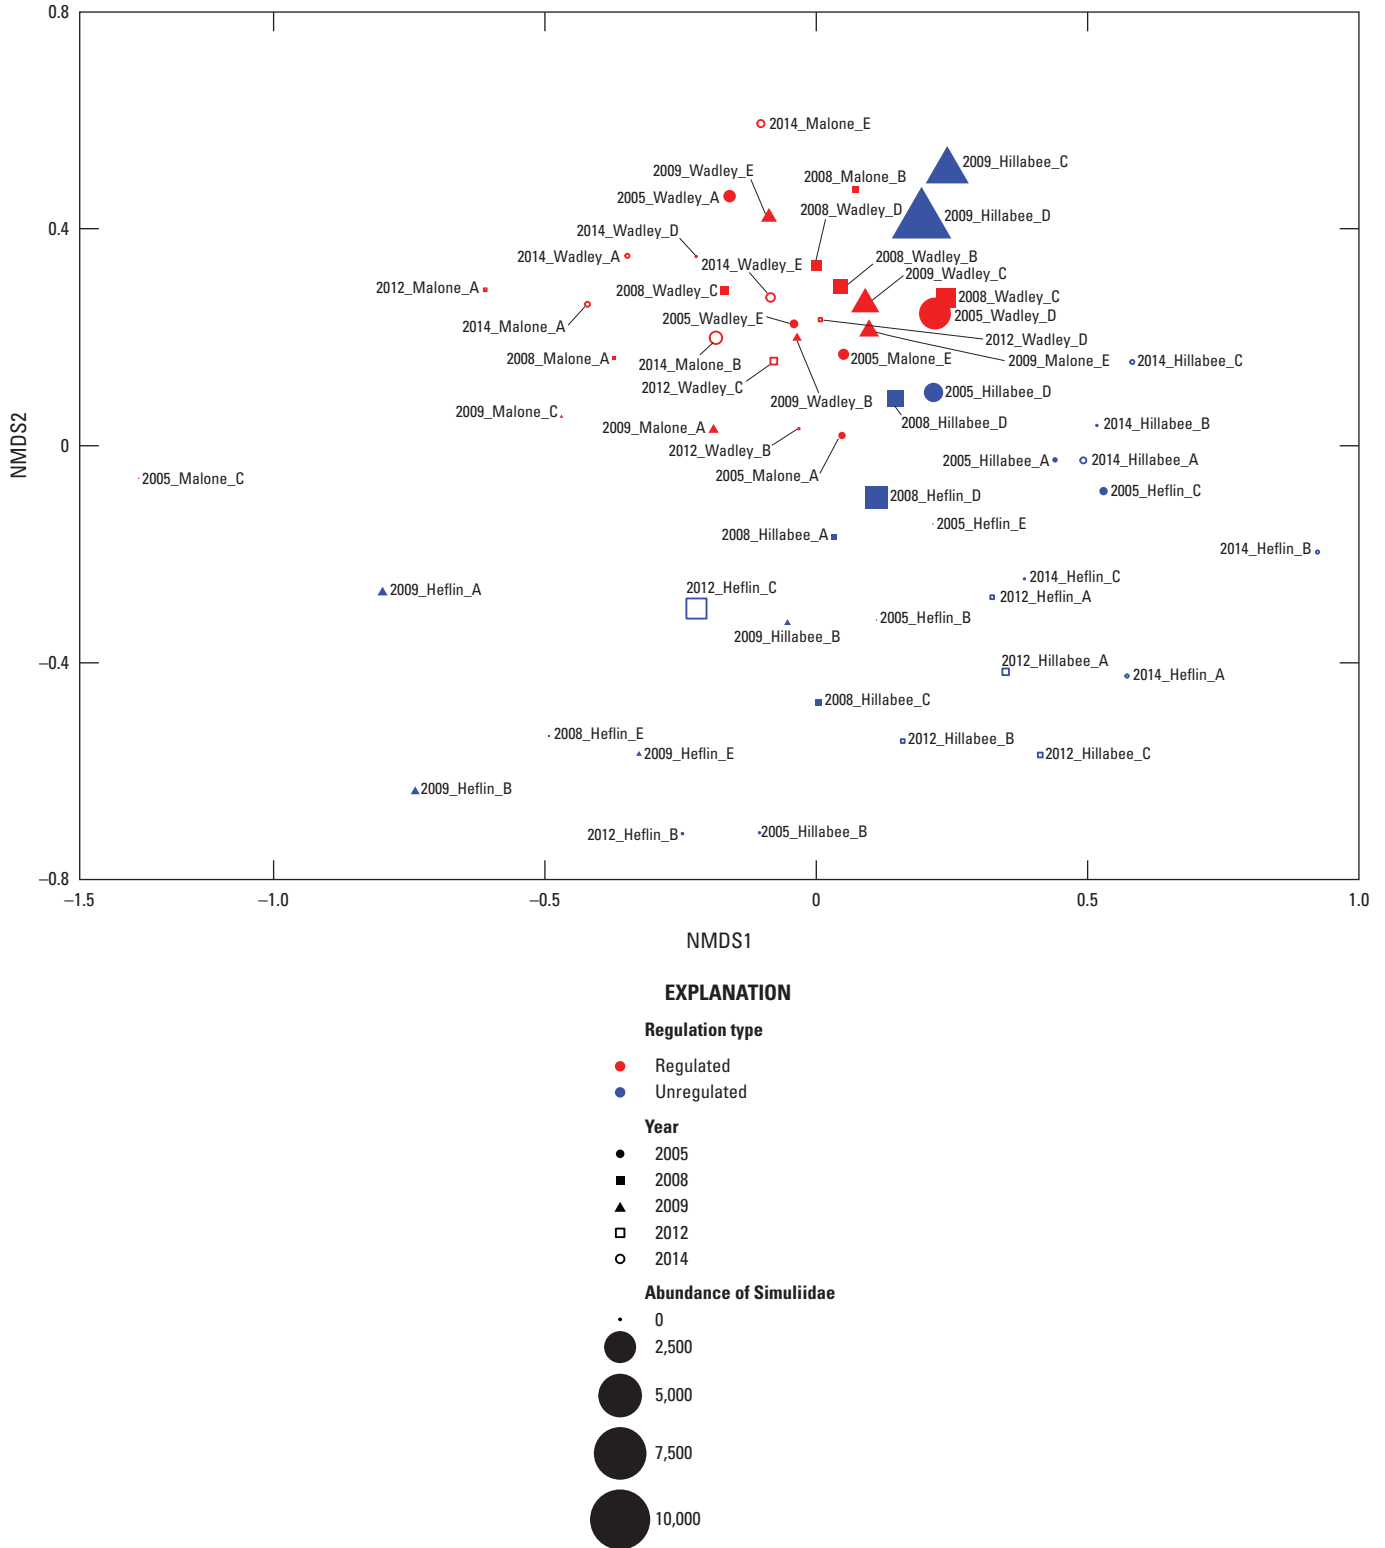 0.8
2014_Malone_E
2009_Wadley_E
2009_Hillabee_C
2008_Malone_B
2005_Wadley_A
2008_Wadley_D
2009_Hillabee_D
0.4
2014_Wadley_D
2014_Wadley_A
2014_Wadley_E
2008_Wadley_B
2009_Wadley_C
2012_Malone_A
2008_Wadley_C
2008_Wadley_C
2014_Malone_A
2005_Wadley_E
2005_Wadley_D
2012_Wadley_D
2008_Malone_A
2014_Malone_B
2005_Malone_E
2009_Malone_E
2014_Hillabee_C
2012_Wadley_C
2009_Wadley_B
2005_Hillabee_D
2009_Malone_C
2008_Hillabee_D
2014_Hillabee_B
2009_Malone_A
NMDS2
0
2012_Wadley_B
2005_Hillabee_A
2014_Hillabee_A
2005_Malone_C
2005_Malone_A
2005_Heflin_C
2008_Heflin_D
2005_Heflin_E
2008_Hillabee_A
2014_Heflin_B
2014_Heflin_C
2009_Heflin_A
2012_Heflin_C
2012_Heflin_A
2005_Heflin_B
2009_Hillabee_B
−0.4
2012_Hillabee_A
2014_Heflin_A
2008_Hillabee_C
2008_Heflin_E
2012_Hillabee_B
2009_Heflin_E
2012_Hillabee_C
2009_Heflin_B
2012_Heflin_B
2005_Hillabee_B
−0.8
−1.5
−1.0
−0.5
0
0.5
1.0
NMDS1
EXPLANATION
Regulation type
Regulated
Unregulated
Year
2005
2008
2009
2012
2014
Abundance of Simuliidae
0
2,500
5,000
7,500
10,000